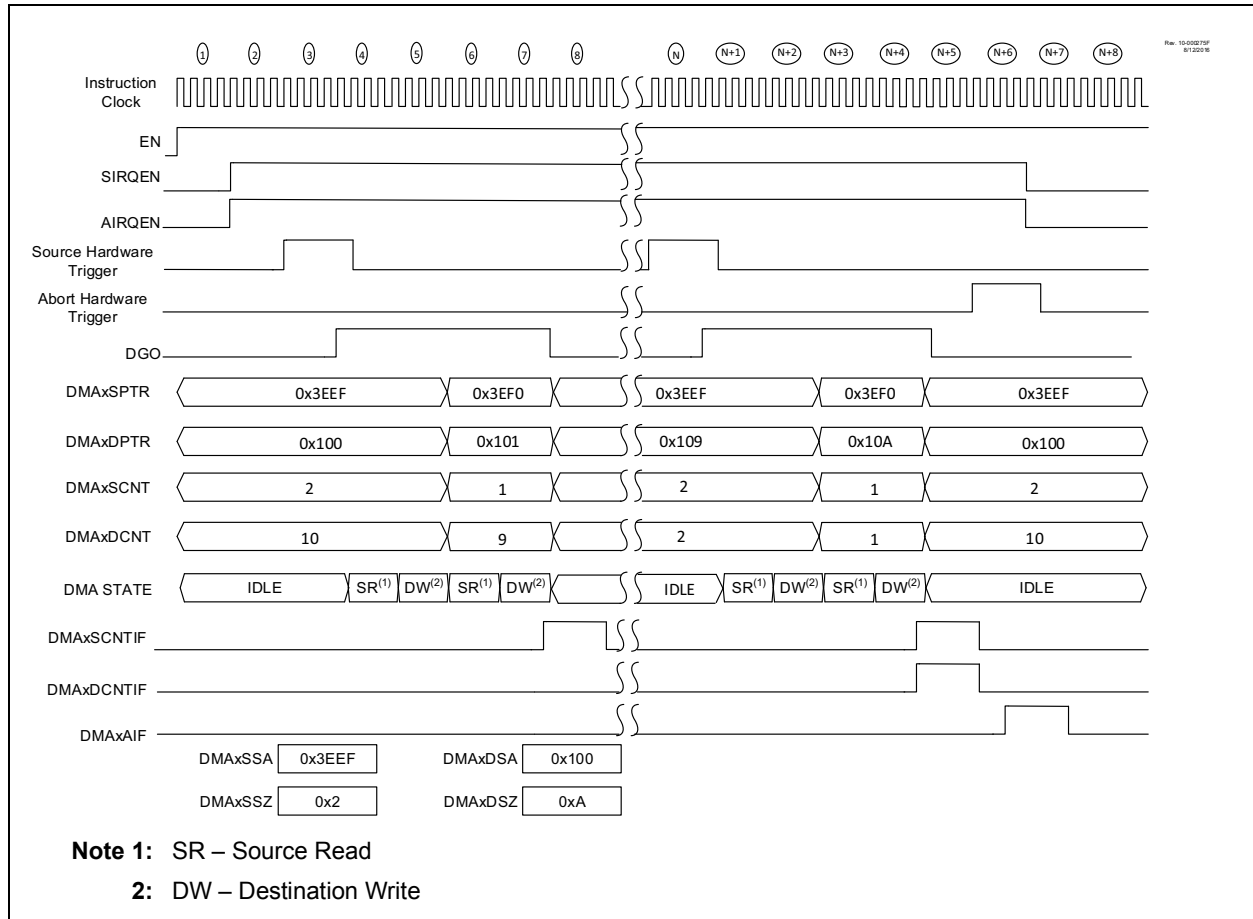 1 2 3 4 5 6 7 8 N N+1 N+2 N+3 N+4 N+5 N+6 N+7 N+8
Rev. 10-000275F
8/12/2016
Instruction
Clock
EN
SIRQEN
AIRQEN
Source Hardware
Trigger
Abort Hardware
Trigger
DGO
DMAxSPTR 0x3EEF 0x3EF0 0x3EEF 0x3EF0 0x3EEF
DMAxDPTR 0x100 0x101 0x109 0x10A 0x100
DMAxSCNT 2 1 2 1 2
DMAxDCNT 10 9 2 1 10
DMA STATE IDLE SR(1) DW(2) SR(1) DW(2) IDLE SR(1) DW(2) SR(1) DW(2) IDLE
DMAxSCNTIF
DMAxDCNTIF
DMAxAIF
DMAxSSA 0x3EEF DMAxDSA 0x100
DMAxSSZ 0x2 DMAxDSZ 0xA
Note 1: SR – Source Read
2: DW – Destination Write